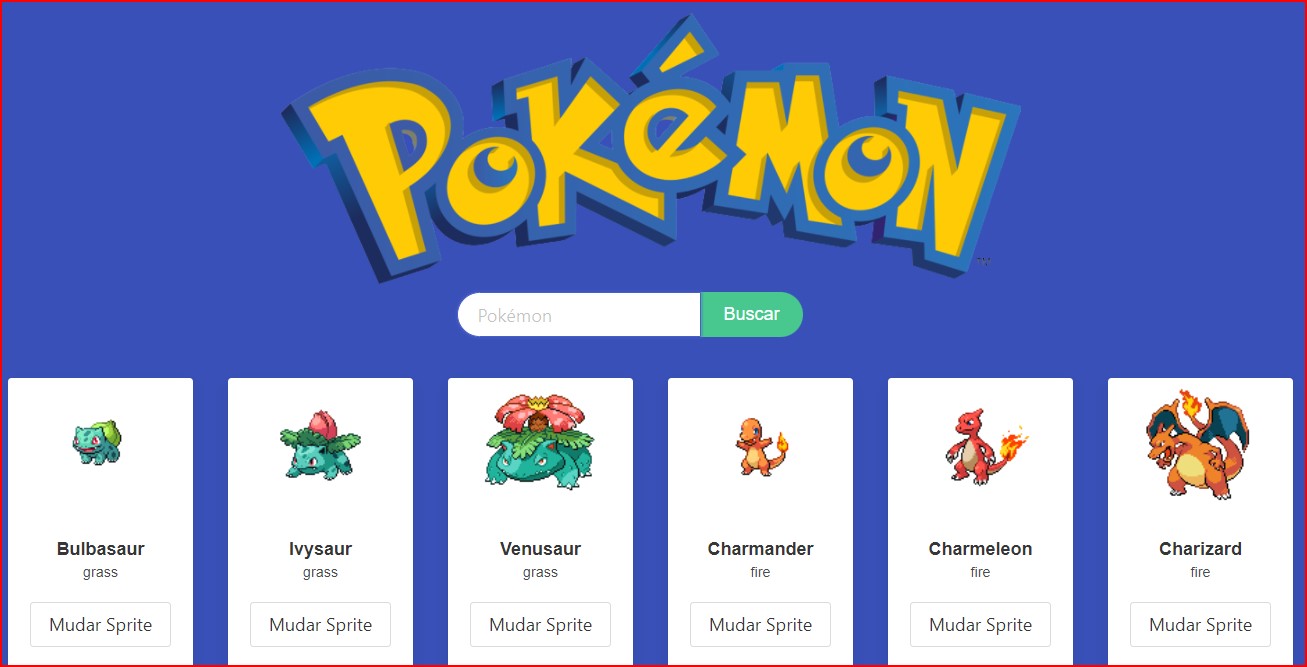 Pokémon
TM
Pokémon
Buscar
Bulbasaur
grass
Mudar Sprite
Ivysaur
grass
Mudar Sprite
Venusaur
grass
Mudar Sprite
Charmander
fire
Mudar Sprite
Charmeleon
fire
Mudar Sprite
Charizard
fire
Mudar Sprite